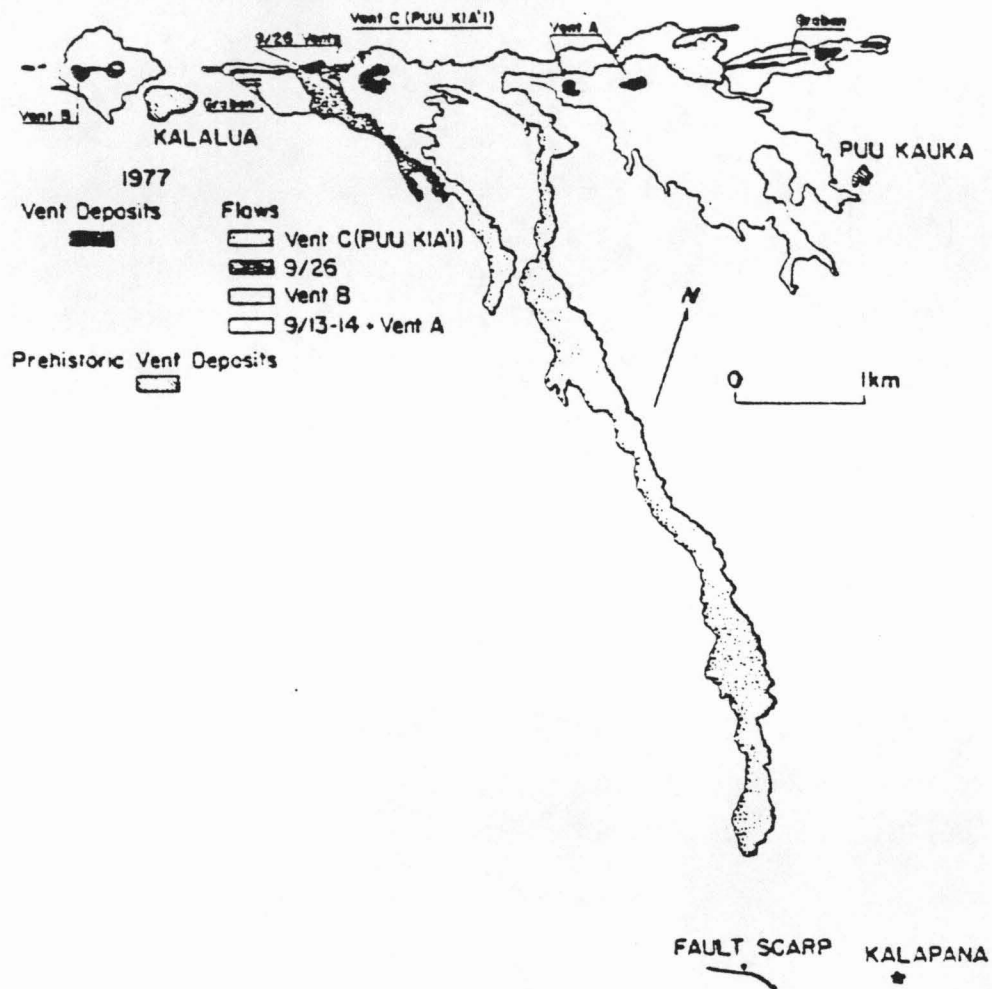 Vent C (PUU KIA'I)
9/26 Vents
Vent A
Graben
Vent B
Graben
KALALUA
PUU KAUKA
1977
Vent Deposits
Flows
Vent C (PUU KIA'I)
9/26
Vent B
9/13-14 + Vent A
Prehistoric Vent Deposits
N
0
1km
FAULT SCARP
KALAPANA